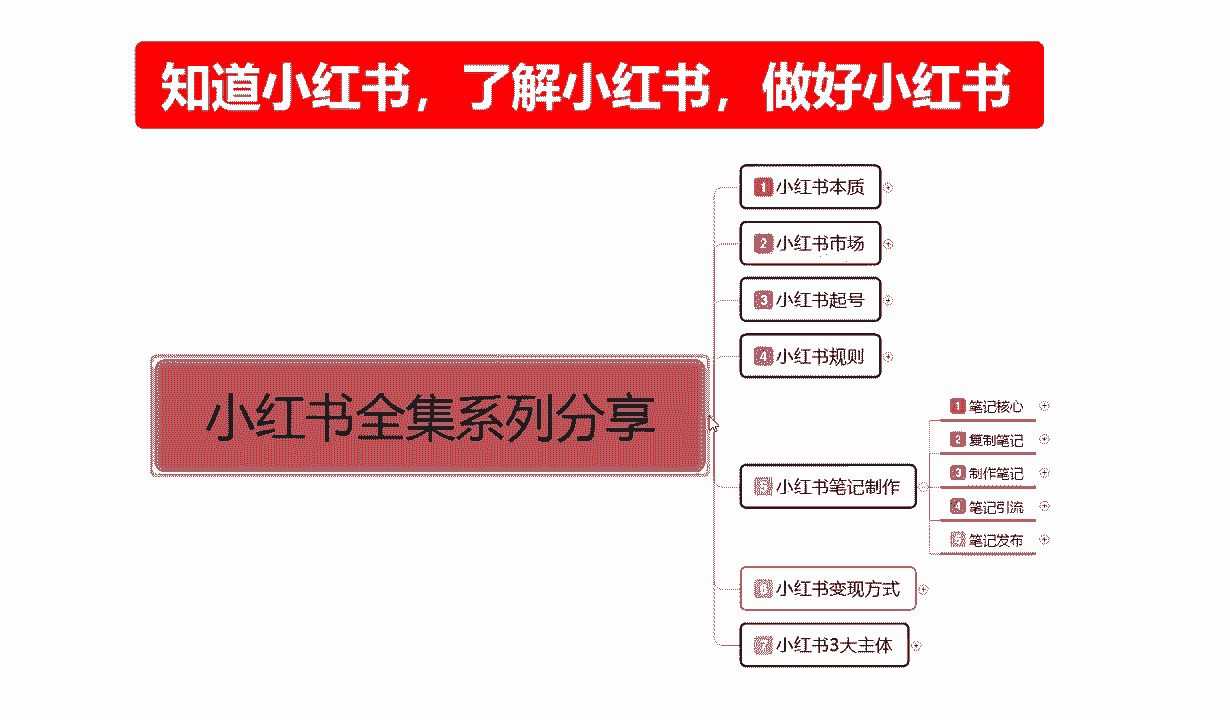 知道小红书，了解小红书，做好小红书
小红书全集系列分享
1 小红书本质
2 小红书市场
3 小红书起号
4 小红书规则
5 小红书笔记制作
1 笔记核心
2 复制笔记
3 制作笔记
4 笔记引流
5 笔记发布
6 小红书变现方式
7 小红书3大主体